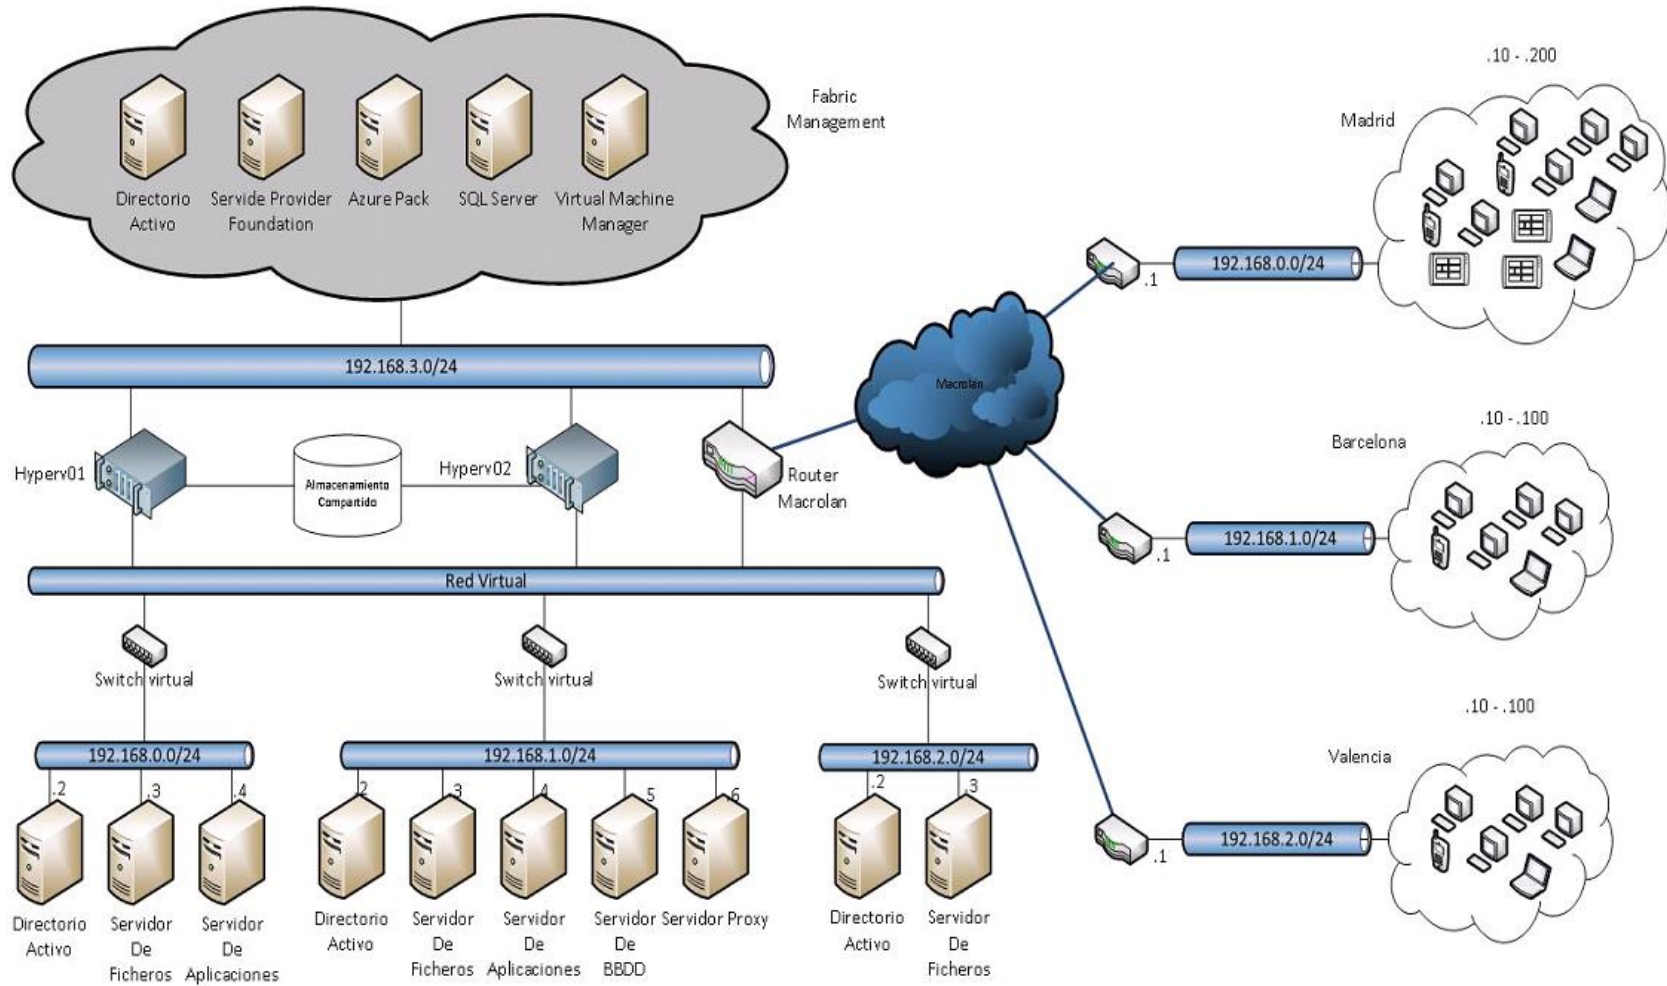 Fabric
Management
Directorio
Activo
Servide Provider
Foundation
Azure Pack
SQL Server
Virtual Machine
Manager
192.168.3.0/24
Hyperv01
Almacenamiento
Compartido
Hyperv02
Router
Macrolan
Macrolan
Red Virtual
Switch virtual
Switch virtual
Switch virtual
192.168.0.0/24
.2
.3
.4
Directorio
Activo
Servidor
De
Ficheros
Servidor
De
Aplicaciones
192.168.1.0/24
.2
.3
.4
.5
.6
Directorio
Activo
Servidor
De
Ficheros
Servidor
De
Aplicaciones
Servidor
De
BBDD
Servidor Proxy
192.168.2.0/24
.2
.3
Directorio
Activo
Servidor
De
Ficheros
.10 - .200
Madrid
.1
192.168.0.0/24
.10 - .100
Barcelona
.1
192.168.1.0/24
.10 - .100
Valencia
.1
192.168.2.0/24